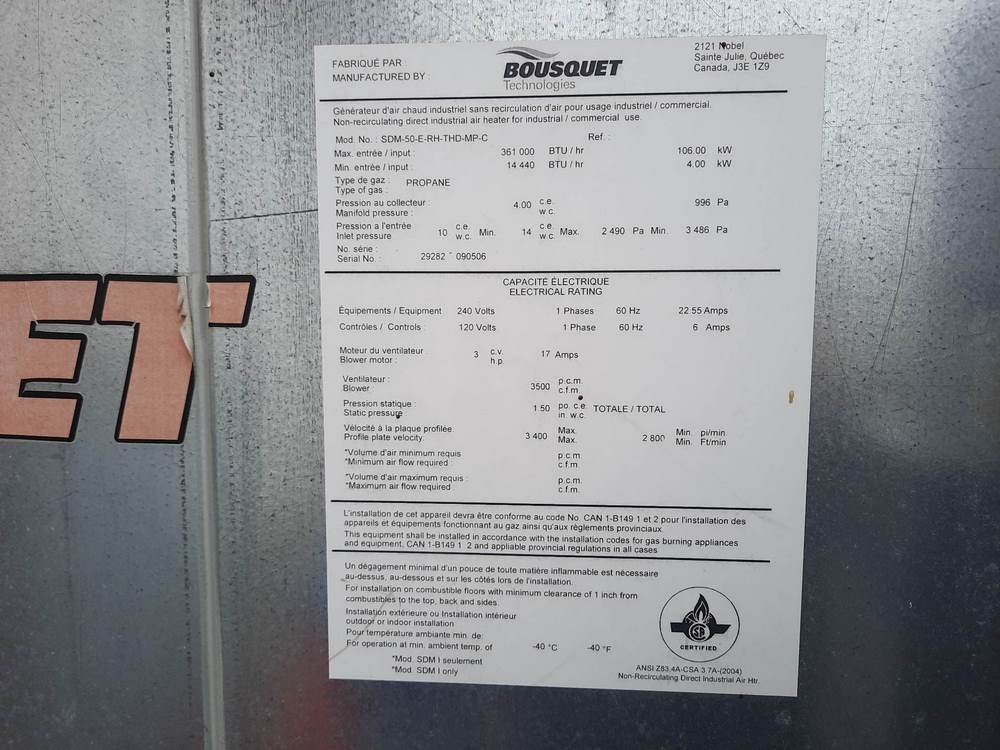 FABRIQUÉ PAR :
MANUFACTURED BY :
BOUSQUET
Technologies
2121 Nobel
Sainte Julie, Québec
Canada, J3E 1Z9
Générateur d'air chaud industriel sans recirculation d'air pour usage industriel / commercial.
Non-recirculating direct industrial air heater for industrial / commercial use.
Mod. No. : SDM-50-E-RH-THD-MP-C Ref. :
Max. entrée / input : 361 000 BTU / hr 106.00 kW
Min. entrée / input : 14 440 BTU / hr 4.00 kW
Type de gaz : PROPANE
Type of gas :
Pression au collecteur : 4.00 c.e. 996 Pa
Manifold pressure : w.c.
Pression a l'entrée 10 c.e. Min. 14 c.e. Max. 2 490 Pa Min. 3 486 Pa
Inlet pressure w.c. w.c.
No. série :
Serial No. : 29282 - 090506
ET
CAPACITÉ ÉLECTRIQUE
ELECTRICAL RATING
Équipements / Equipment 240 Volts 1 Phases 60 Hz 22.55 Amps
Contrôles / Controls : 120 Volts 1 Phase 60 Hz 6 Amps
Moteur du ventilateur 3 c.v. 17 Amps
Blower motor : h.p.
Ventilateur : 3500 p.c.m.
Blower : c.f.m.
Pression statique : 1.50 po. c.e. TOTALE / TOTAL
Static pressure : in. w.c.
Vélocité à la plaque profilée: 3 400 Max. 2 800 Min. pi/min.
Profile plate velocity. Max. Min. Ft/min
*Volume d'air minimum requis p.c.m.
*Minimum air flow required : c.f.m.
*Volume d'air maximum requis : p.c.m.
*Maximum air flow required : c.f.m.
L'installation de cet appareil devra être conforme au code No. CAN 1-B149 1 et 2 pour l'installation des
appareils et équipements fonctionnant au gaz ainsi qu'aux règlements provinciaux.
This equipment shall be installed in accordance with the installation codes for gas burning appliances
and equipment, CAN 1-B149 1 2 and appliable provincial regulations in all cases.
Un dégagement minimal d'un pouce de toute matière inflammable est nécessaire
au-dessus, au-dessous et sur les côtés lors de l'installation.
For installation on combustible floors with minimum clearance of 1 inch from
combustibles to the top, back and sides.
Installation extérieure ou Installation intérieur
outdoor or indoor installation
Pour température ambiante min. de:
For operation at min. ambient temp. of -40 °C -40 °F
*Mod. SDM I seulement
*Mod. SDM I only
CERTIFIED
ANSI Z83.4A-CSA 3.7A-(2004)
Non-Recirculating Direct Industrial Air Htr.